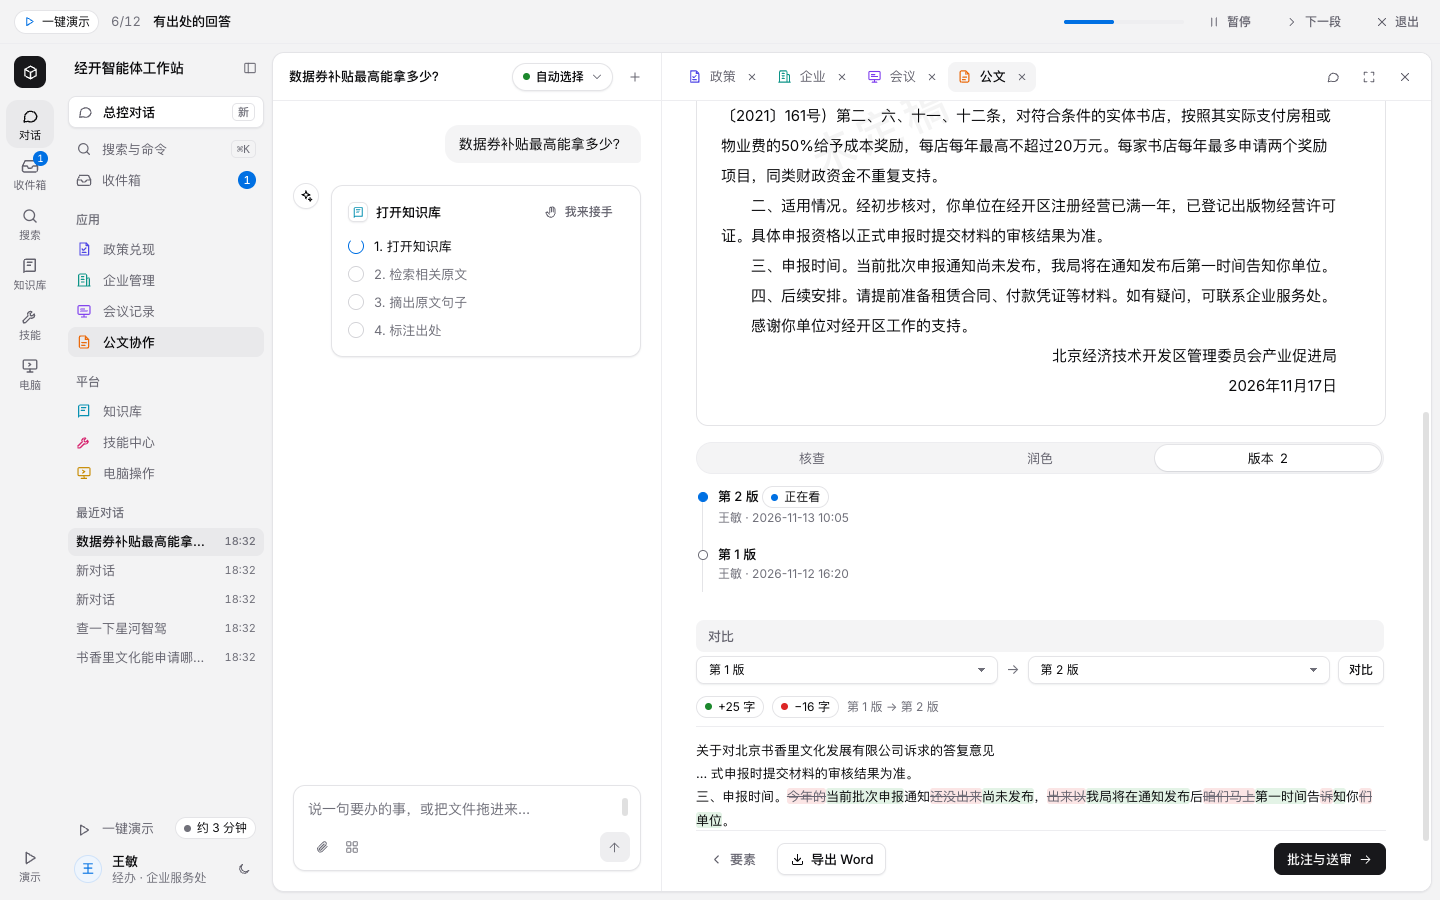 一键演示 6/12 有出处的回答 暂停 下一段 退出
经开智能体工作站
对话
收件箱
1
搜索
知识库
技能
电脑
演示
总控对话 新
搜索与命令 ⌘K
收件箱 1
应用
政策兑现
企业管理
会议记录
公文协作
平台
知识库
技能中心
电脑操作
最近对话
数据券补贴最高能拿... 18:32
新对话 18:32
新对话 18:32
查一下星河智驾 18:32
书香里文化能申请哪... 18:32
一键演示 约 3 分钟
王 王敏
经办 · 企业服务处
数据券补贴最高能拿多少? 自动选择
数据券补贴最高能拿多少?
打开知识库 我来接手
1. 打开知识库
2. 检索相关原文
3. 摘出原文句子
4. 标注出处
说一句要办的事，或把文件拖进来...
政策 企业 会议 公文
〔2021〕161号）第二、六、十一、十二条，对符合条件的实体书店，按照其实际支付房租或
物业费的50%给予成本奖励，每店每年最高不超过20万元。每家书店每年最多申请两个奖励
项目，同类财政资金不重复支持。
二、适用情况。经初步核对，你单位在经开区注册经营已满一年，已登记出版物经营许可
证。具体申报资格以正式申报时提交材料的审核结果为准。
三、申报时间。当前批次申报通知尚未发布，我局将在通知发布后第一时间告知你单位。
四、后续安排。请提前准备租赁合同、付款凭证等材料。如有疑问，可联系企业服务处。
感谢你单位对经开区工作的支持。
北京经济技术开发区管理委员会产业促进局
2026年11月17日
核查 润色 版本 2
第 2 版 正在看
王敏 · 2026-11-13 10:05
第 1 版
王敏 · 2026-11-12 16:20
对比
第 1 版 → 第 2 版 对比
+25 字 −16 字 第 1 版 → 第 2 版
关于对北京书香里文化发展有限公司诉求的答复意见
... 式申报时提交材料的审核结果为准。
三、申报时间。今年的当前批次申报通知还没出来尚未发布，出来以我局将在通知发布后咱们马上第一时间告诉知你们
单位。
要素 导出 Word 批注与送审 →